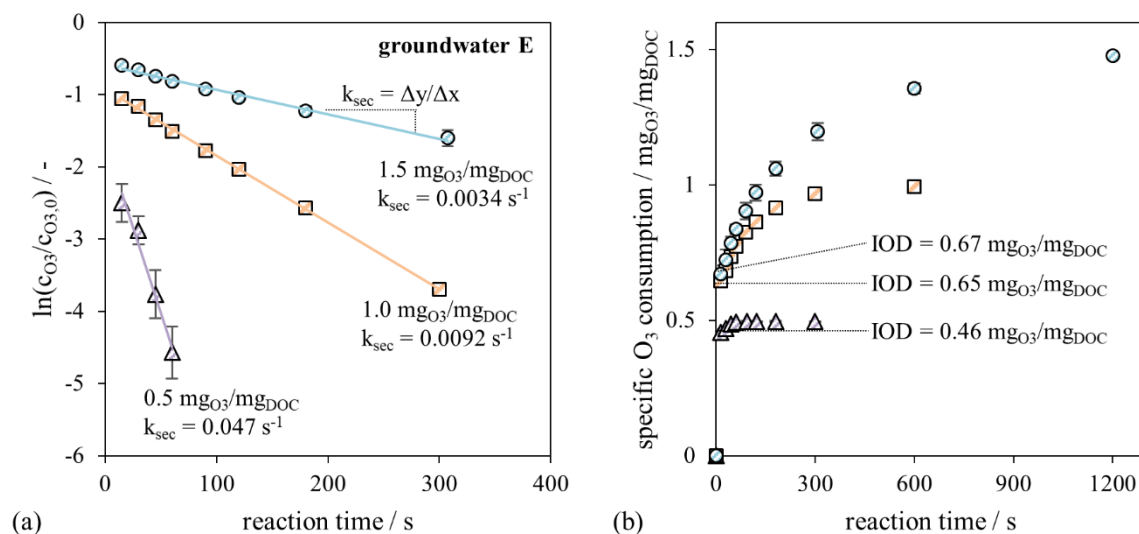 groundwater E
0
-1
-2
-3
-4
-5
-6
ln(c_O3/c_O3,0) / -
k_sec = Δy/Δx
1.5 mg_O3/mg_DOC
k_sec = 0.0034 s⁻¹
1.0 mg_O3/mg_DOC
k_sec = 0.0092 s⁻¹
0.5 mg_O3/mg_DOC
k_sec = 0.047 s⁻¹
0 100 200 300 400
reaction time / s
(a)
1.5
1
0.5
0
specific O₃ consumption / mg_O3/mg_DOC
IOD = 0.67 mg_O3/mg_DOC
IOD = 0.65 mg_O3/mg_DOC
IOD = 0.46 mg_O3/mg_DOC
0 300 600 900 1200
reaction time / s
(b)